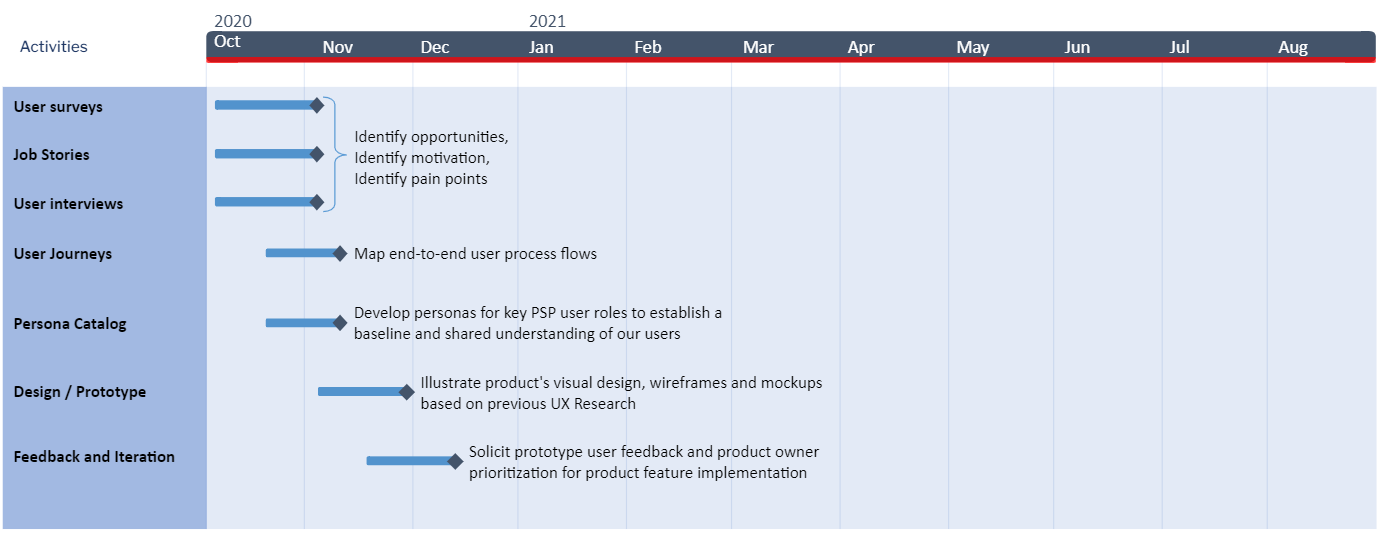 2020
2021
Activities
Oct
Nov
Dec
Jan
Feb
Mar
Apr
May
Jun
Jul
Aug
User surveys
Job Stories
User interviews
Identify opportunities,
Identify motivation,
Identify pain points
User Journeys
Map end-to-end user process flows
Persona Catalog
Develop personas for key PSP user roles to establish a
baseline and shared understanding of our users
Design / Prototype
Illustrate product's visual design, wireframes and mockups
based on previous UX Research
Feedback and Iteration
Solicit prototype user feedback and product owner
prioritization for product feature implementation